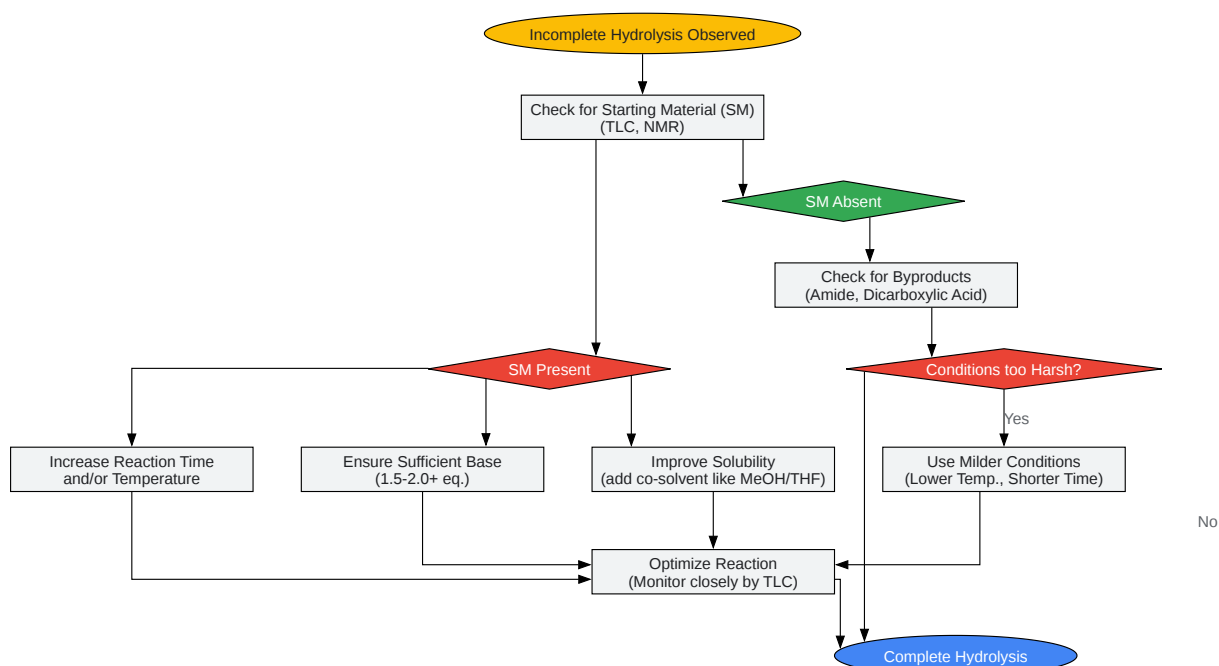 Incomplete Hydrolysis Observed
Check for Starting Material (SM)
(TLC, NMR)
SM Absent
Check for Byproducts
(Amide, Dicarboxylic Acid)
SM Present
Conditions too Harsh?
Yes
Increase Reaction Time
and/or Temperature
Ensure Sufficient Base
(1.5-2.0+ eq.)
Improve Solubility
(add co-solvent like MeOH/THF)
Use Milder Conditions
(Lower Temp., Shorter Time)
No
Optimize Reaction
(Monitor closely by TLC)
Complete Hydrolysis